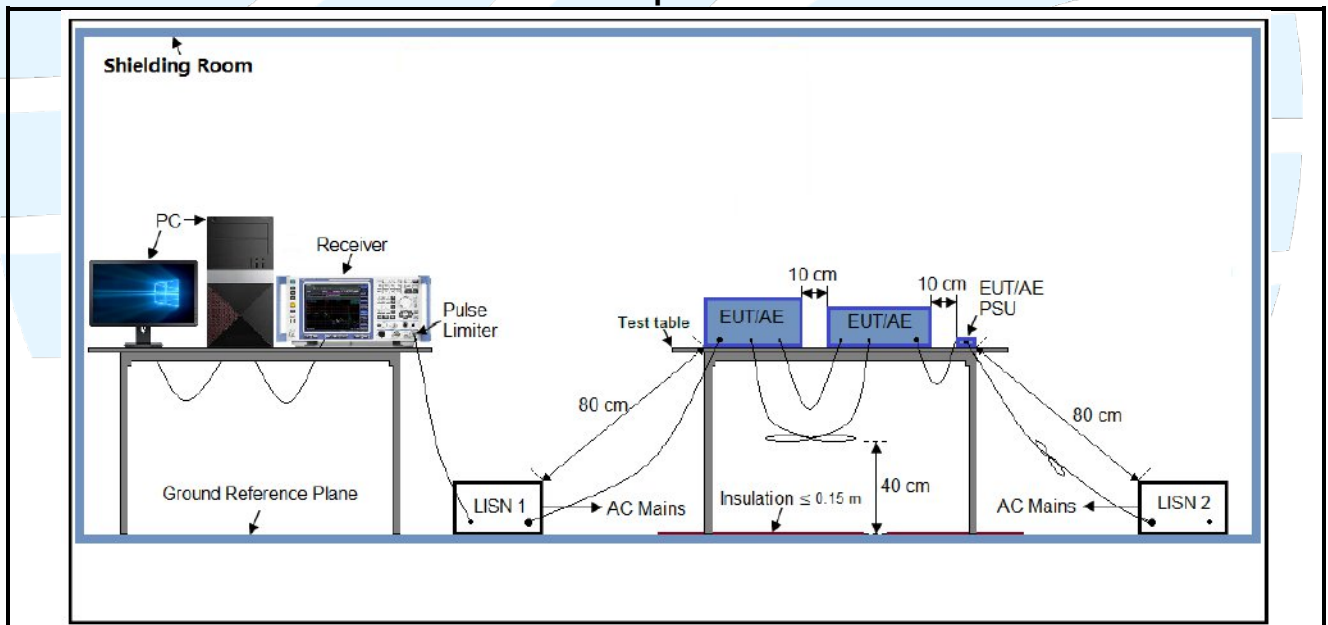 Shielding Room
PC
Receiver
Pulse
Limiter
10 cm
10 cm
EUT/AE
PSU
Test table
EUT/AE
EUT/AE
80 cm
80 cm
40 cm
Ground Reference Plane
LISN 1
AC Mains
Insulation ≤ 0.15 m
AC Mains
LISN 2